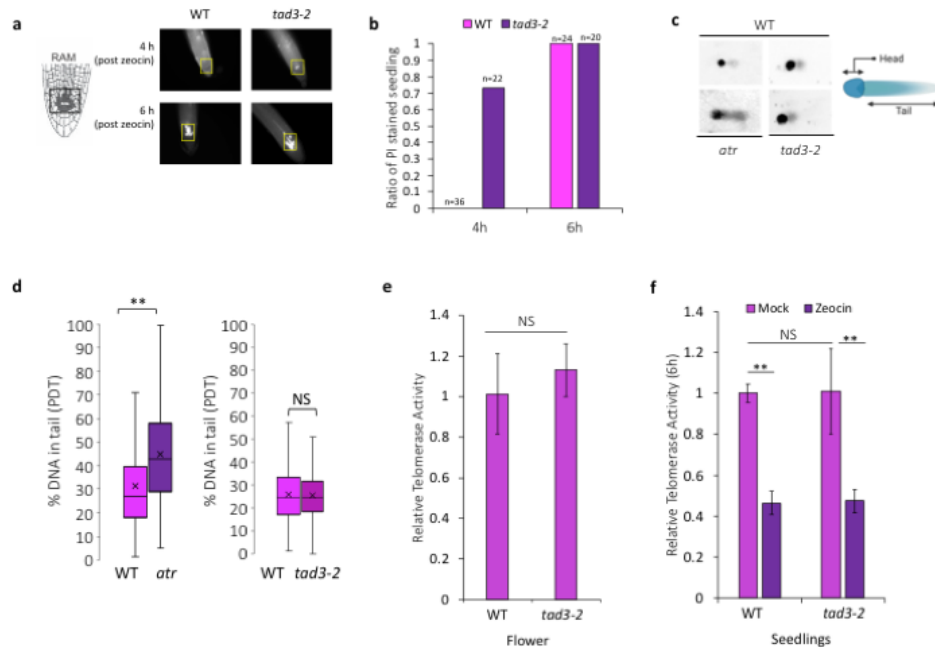 a
WT tad3-2
RAM
4 h
(post zeocin)
6 h
(post zeocin)
b
WT tad3-2
Ratio of PI stained seedling
1
0.9
0.8
0.7
0.6
0.5
0.4
0.3
0.2
0.1
0
n=36
n=22
n=24
n=20
4h 6h
c
WT
Head
Tail
atr tad3-2
d
**
% DNA in tail (PDT)
100
90
80
70
60
50
40
30
20
10
0
WT atr
NS
% DNA in tail (PDT)
100
90
80
70
60
50
40
30
20
10
0
WT tad3-2
e
NS
Relative Telomerase Activity
1.4
1.2
1
0.8
0.6
0.4
0.2
0
WT tad3-2
Flower
f
Mock Zeocin
NS
**
**
Relative Telomerase Activity (6h)
1.4
1.2
1
0.8
0.6
0.4
0.2
0
WT tad3-2
Seedlings